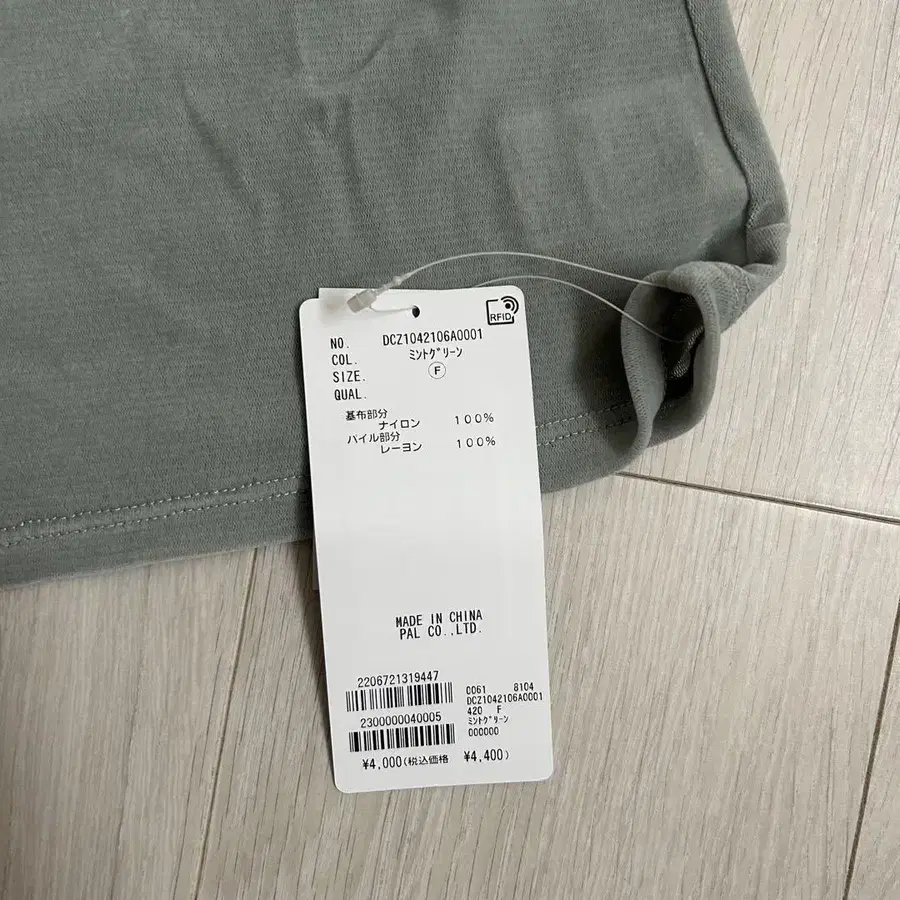 RFID
NO. DCZ1042106A0001
COL. ミントグリーン
SIZE. F
QUAL.
基布部分
ナイロン 100%
パイル部分
レーヨン 100%
MADE IN CHINA
PAL CO.,LTD.
2206721319447
2300000040005
¥4,000(税込価格 ¥4,400)
0061 8104
DCZ1042106A0001
420 F
ミントグリーン
000000